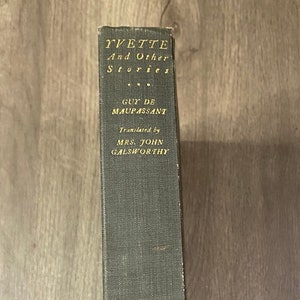 YVETTE
And Other
Stories
...
GUY DE
MAUPASSANT
Translated by
MRS. JOHN
GALSWORTHY